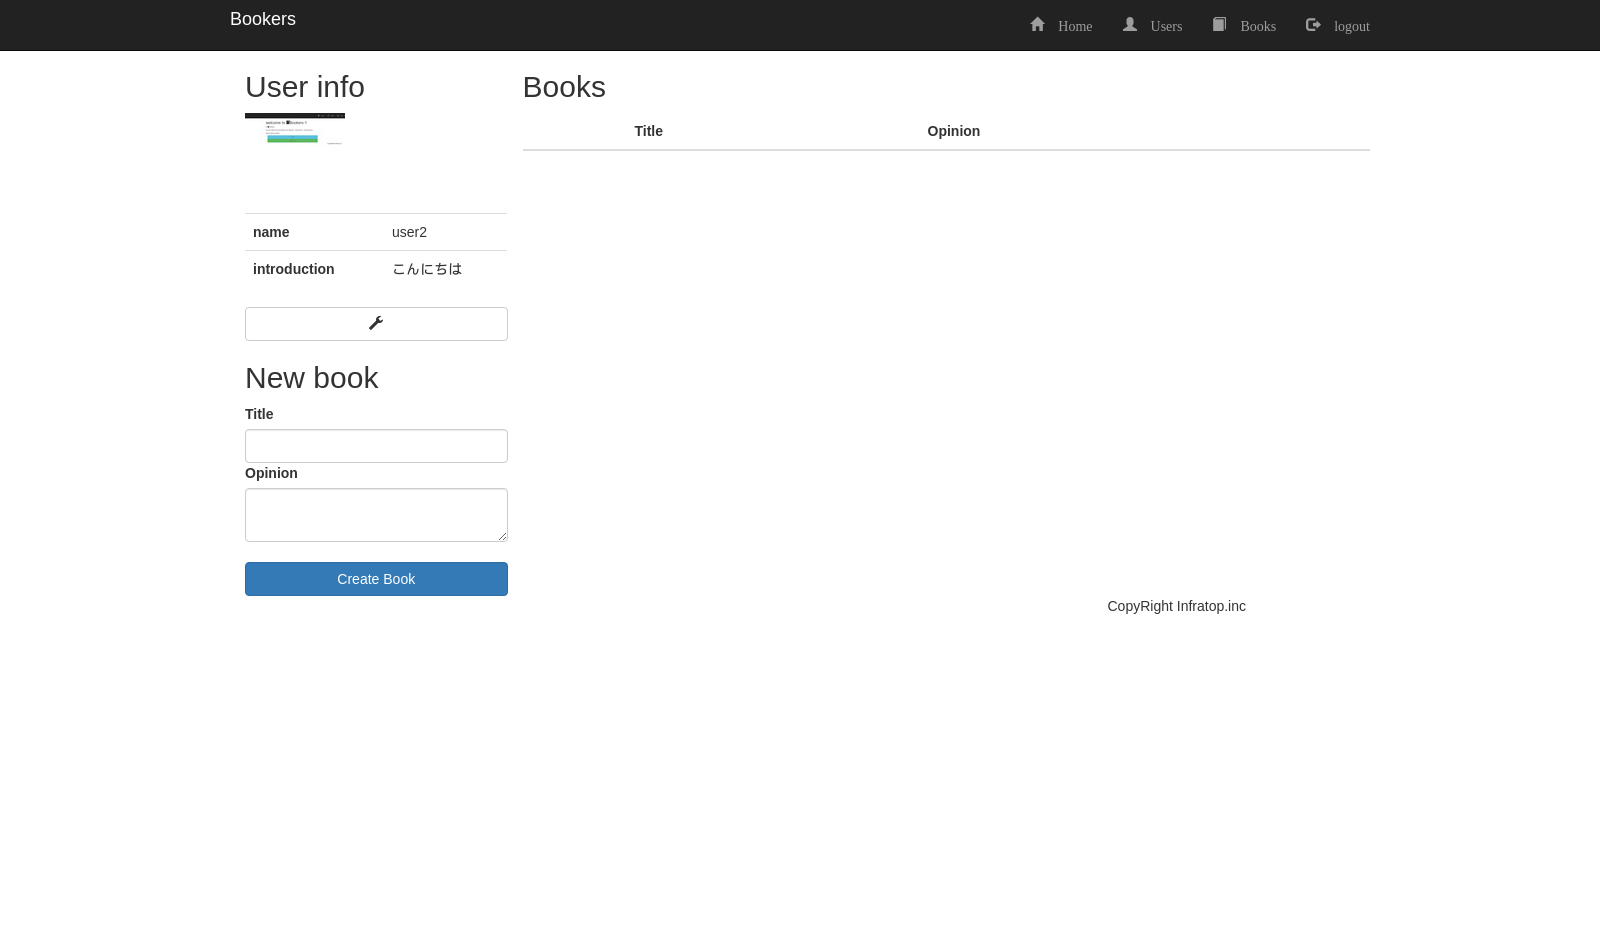 Bookers
Home Users Books logout
User info
name user2
introduction こんにちは
New book
Title
Opinion
Create Book
Books
Title Opinion
CopyRight Infratop.inc